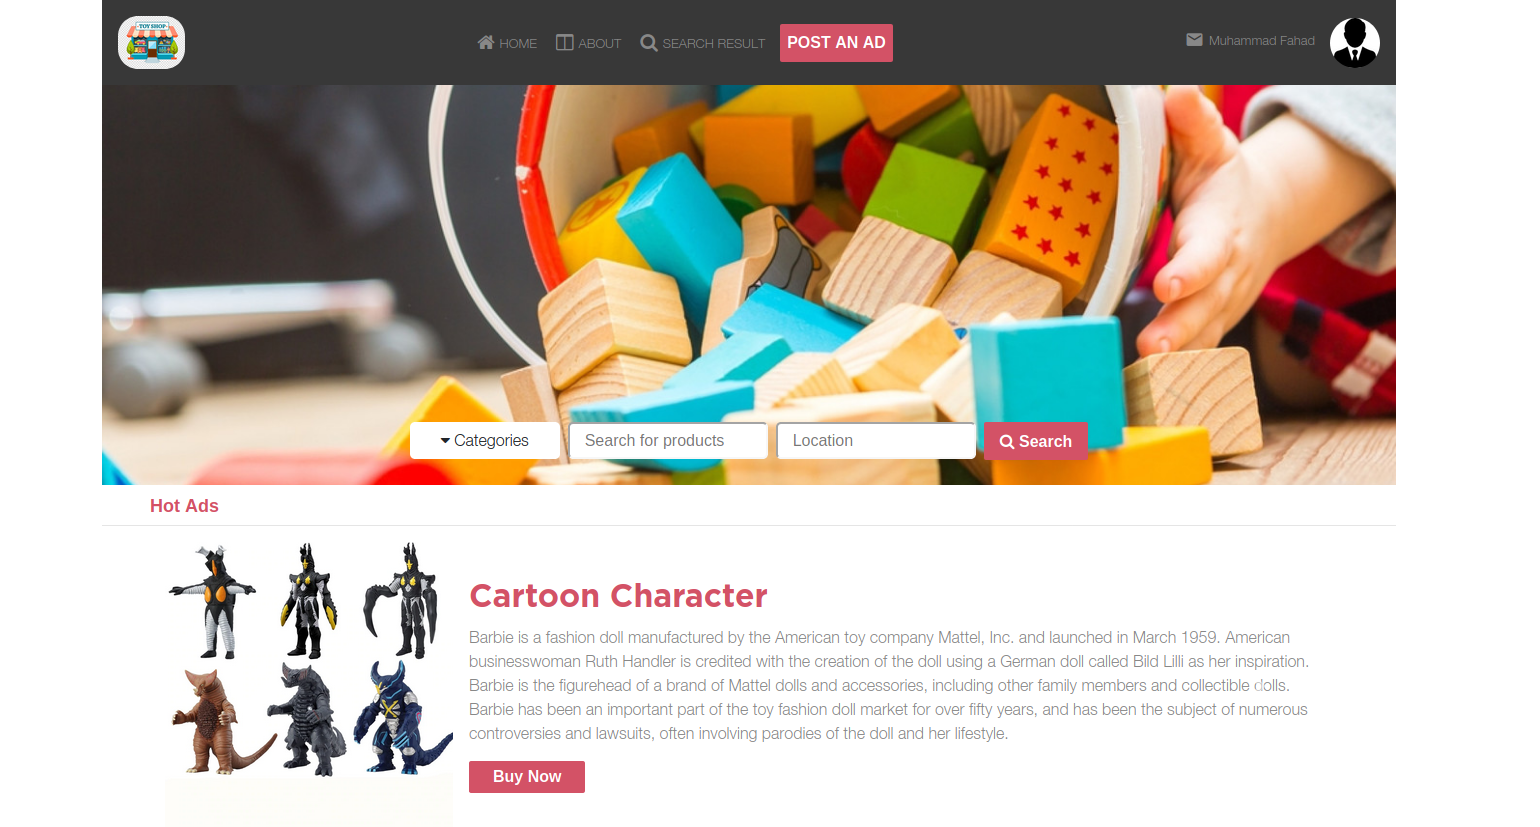 TOY SHOP
HOME ABOUT SEARCH RESULT POST AN AD Muhammad Fahad
Categories Search for products Location Search
Hot Ads
Cartoon Character
Barbie is a fashion doll manufactured by the American toy company Mattel, Inc. and launched in March 1959. American
businesswoman Ruth Handler is credited with the creation of the doll using a German doll called Bild Lilli as her inspiration.
Barbie is the figurehead of a brand of Mattel dolls and accessories, including other family members and collectible dolls.
Barbie has been an important part of the toy fashion doll market for over fifty years, and has been the subject of numerous
controversies and lawsuits, often involving parodies of the doll and her lifestyle.
Buy Now